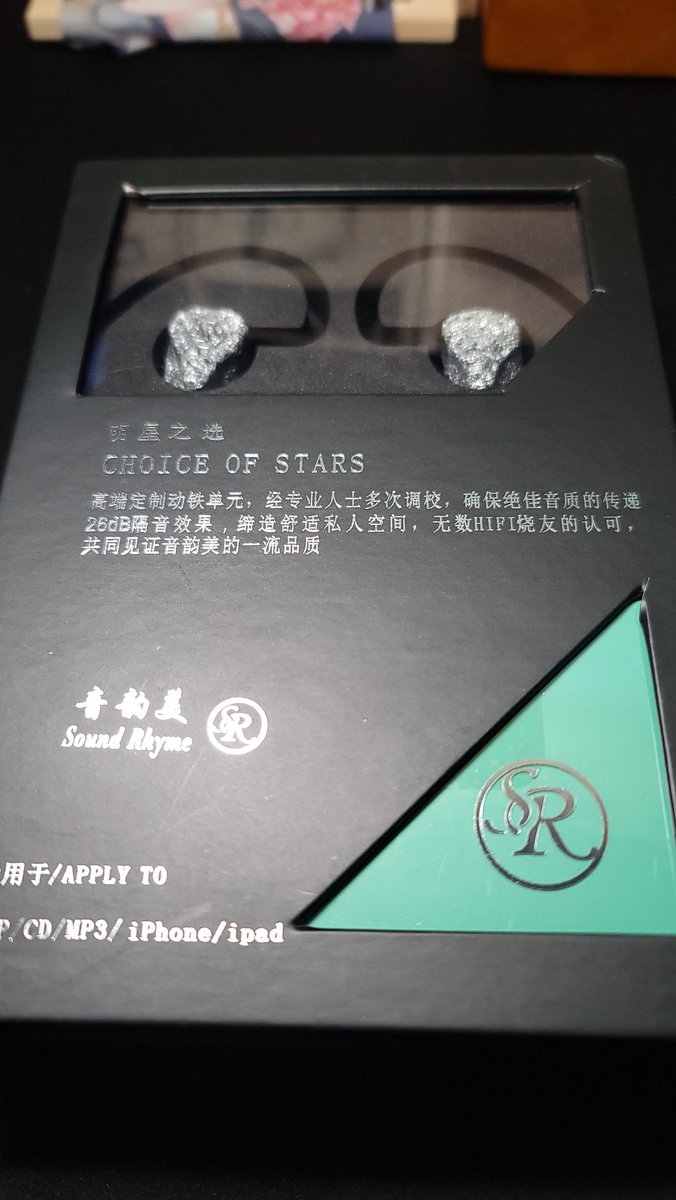 明星之选
CHOICE OF STARS
高端定制动铁单元，经专业人士多次调校，确保绝佳音质的传递
26dB隔音效果，缔造舒适私人空间，无数HIFI烧友的认可，
共同见证音韵美的一流品质
音韵美
Sound Rhyme
SR
SR
用于/APPLY TO
/CD/MP3/iPhone/ipad